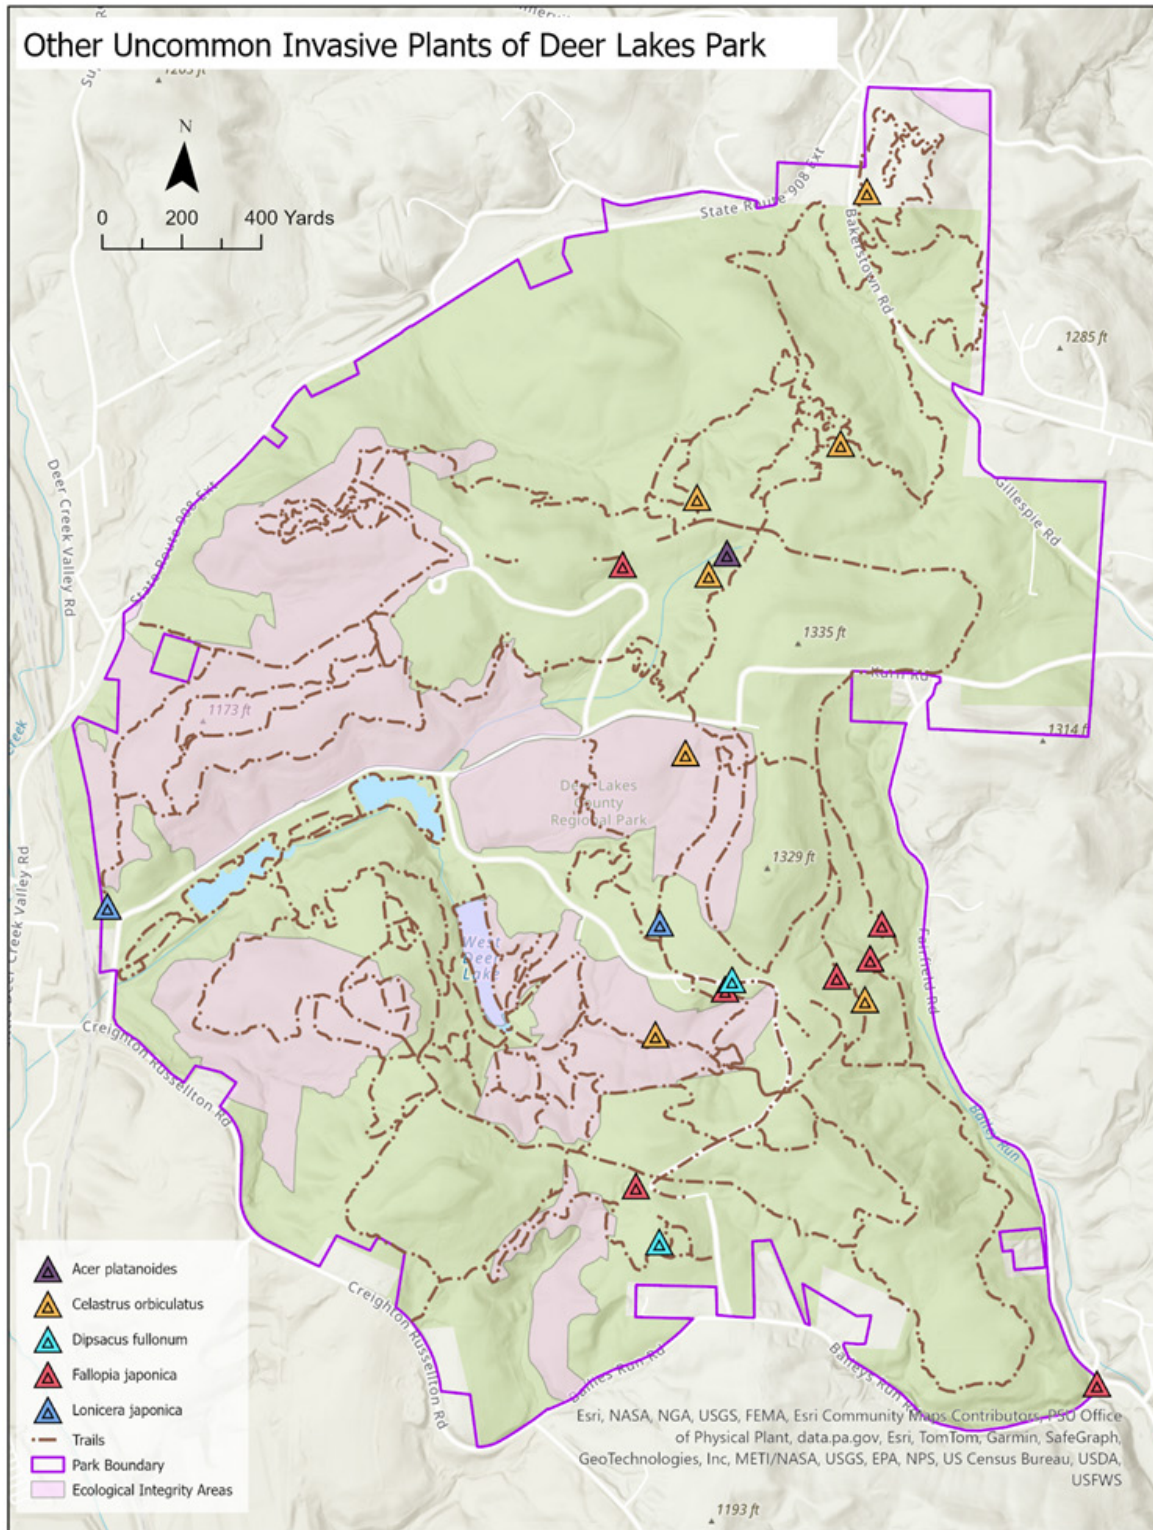 Other Uncommon Invasive Plants of Deer Lakes Park
N
0 200 400 Yards
State Route 908 Ext
Bakerstown Rd
1285 ft
Deer Creek Valley Rd
State Route 908 Ext
Gillespie Rd
1335 ft
Kurn Rd
1173 ft
Creek
1314 ft
Deer Lakes
County
Regional Park
1329 ft
Deer Creek Valley Rd
West
Deer
Lake
Fairfield Rd
Creighton Russellton Rd
Bailey Run
Creighton Russellton Rd
Bailies Run Rd
Baileys Run Rd
Acer platanoides
Celastrus orbiculatus
Dipsacus fullonum
Fallopia japonica
Lonicera japonica
Trails
Park Boundary
Ecological Integrity Areas
Esri, NASA, NGA, USGS, FEMA, Esri Community Maps Contributors, PSU Office
of Physical Plant, data.pa.gov, Esri, TomTom, Garmin, SafeGraph,
GeoTechnologies, Inc, METI/NASA, USGS, EPA, NPS, US Census Bureau, USDA,
USFWS
1193 ft